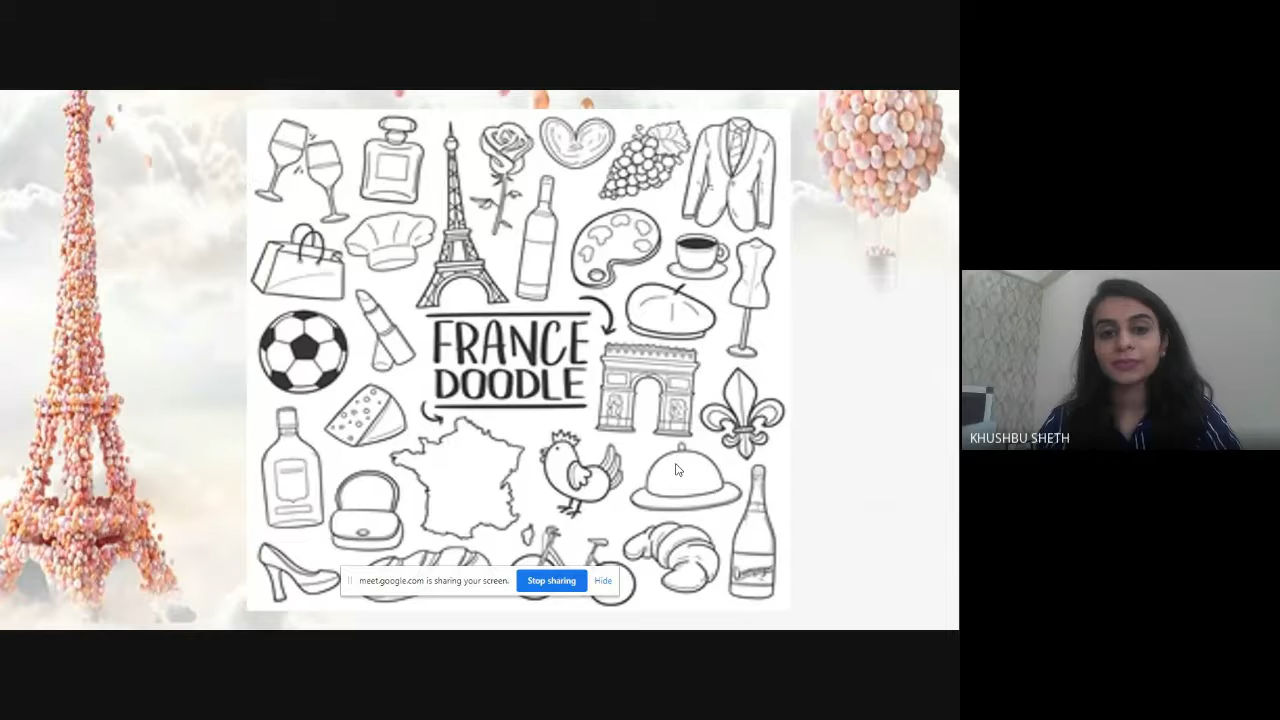 FRANCE
DOODLE
KHUSHBU SHETH
meet.google.com is sharing your screen.
Stop sharing
Hide